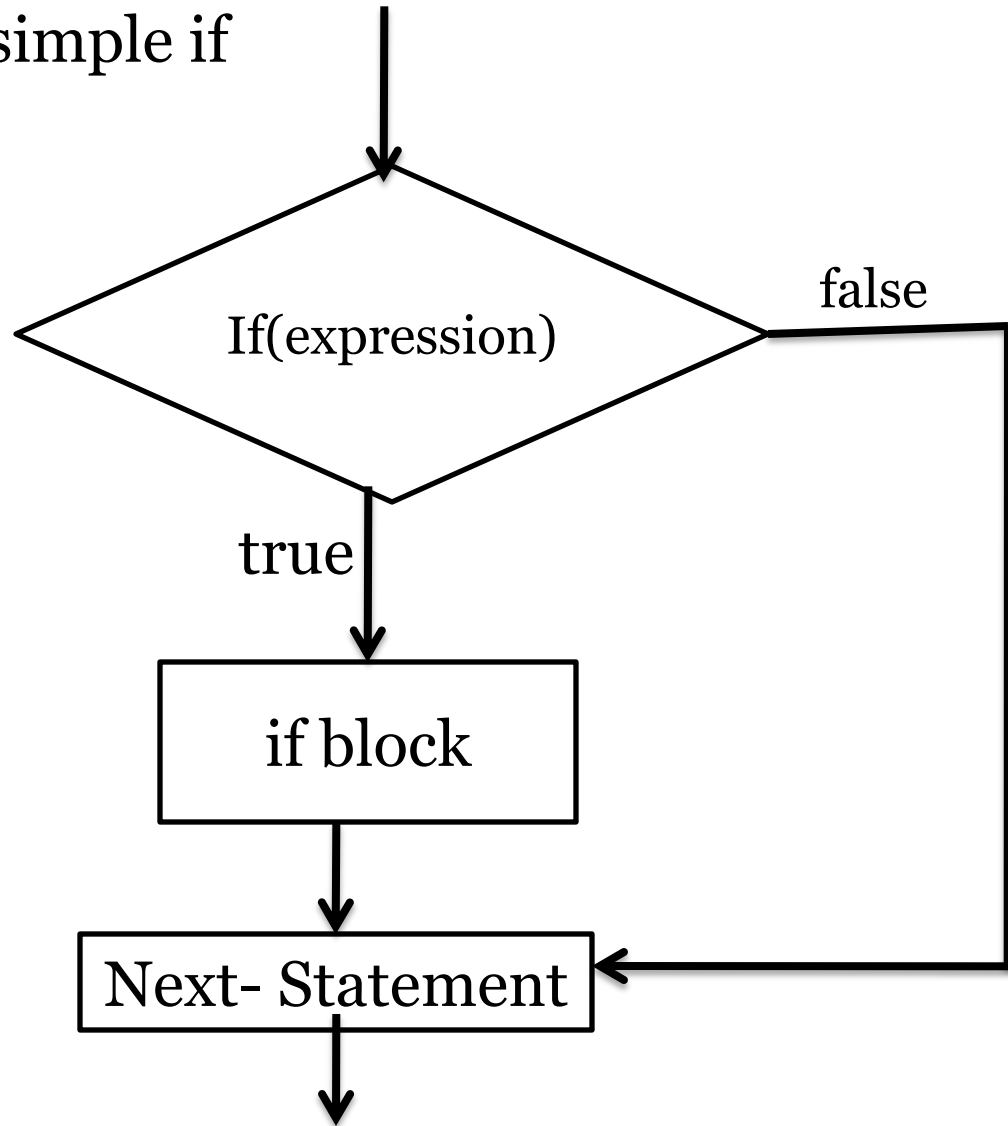 simple if
false
If(expression)
true
if block
Next- Statement